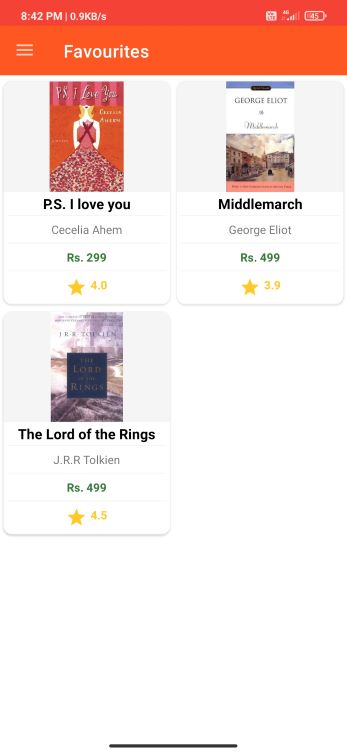 8:42 PM | 0.9KB/s
4G
45
Favourites
P.S. I Love You
CECELIA
AHERN
P.S. I love you
Cecelia Ahem
Rs. 299
4.0
GEORGE ELIOT
Middlemarch
Middlemarch
George Eliot
Rs. 499
3.9
J·R·R·TOLKIEN
THE
LORD
OF THE
RINGS
The Lord of the Rings
J.R.R Tolkien
Rs. 499
4.5